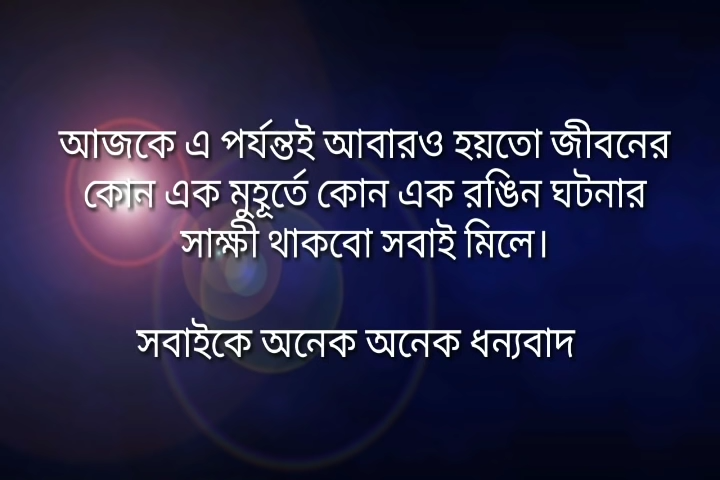 আজকে এ পর্যন্তই আবারও হয়তো জীবনের
কোন এক মুহূর্তে কোন এক রঙিন ঘটনার
সাক্ষী থাকবো সবাই মিলে।
সবাইকে অনেক অনেক ধন্যবাদ